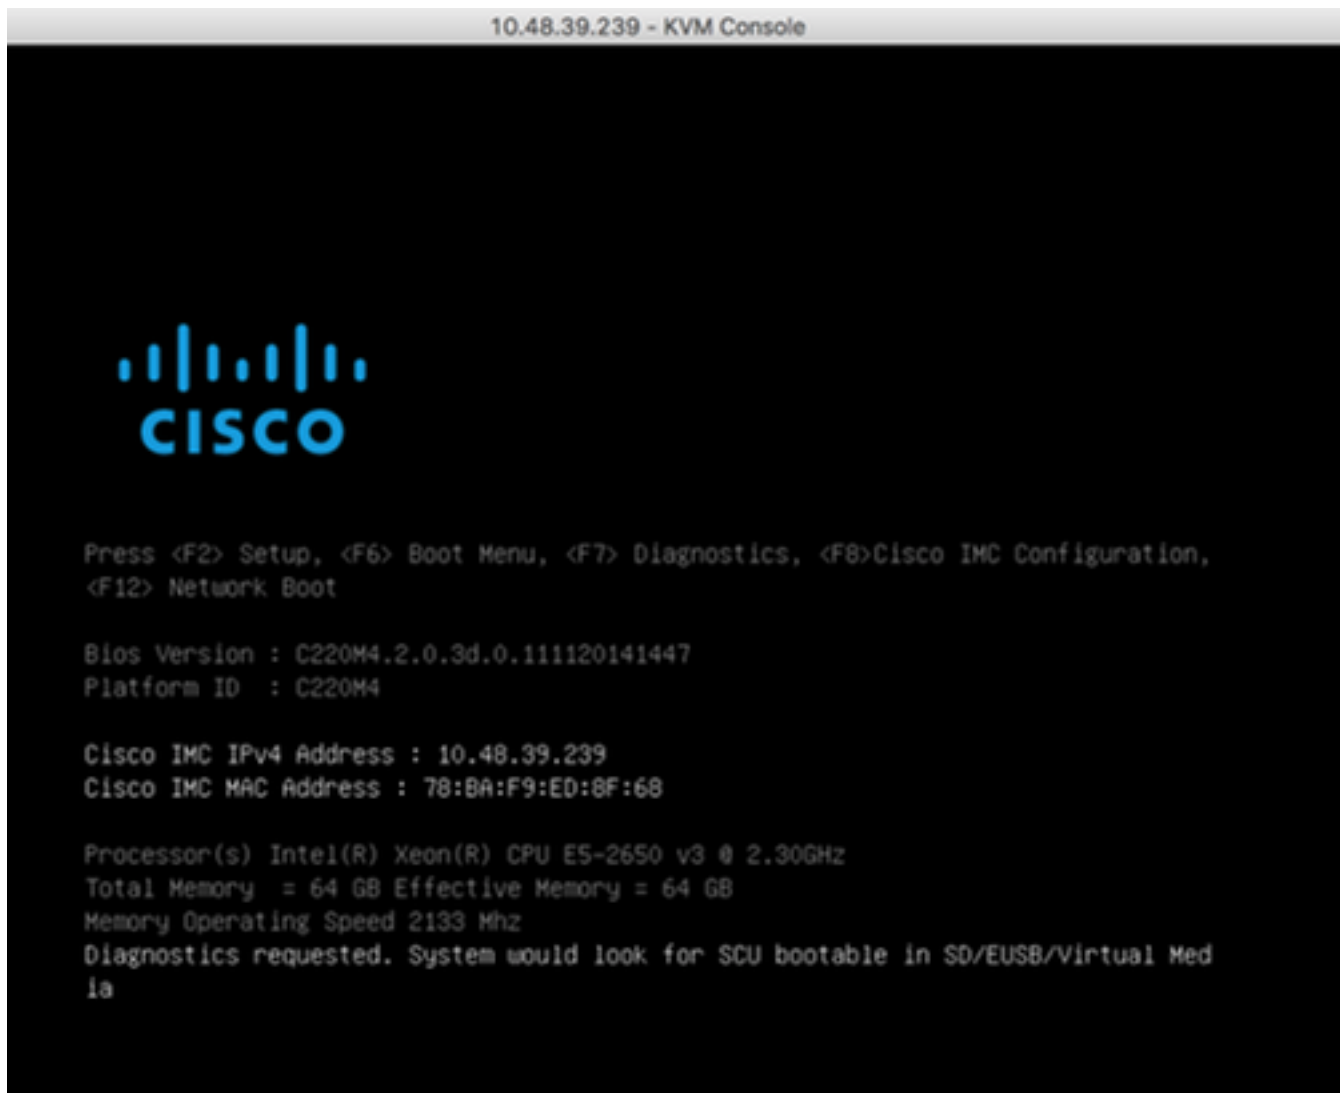 10.48.39.239 - KVM Console
CISCO
Press <F2> Setup, <F6> Boot Menu, <F7> Diagnostics, <F8>Cisco IMC Configuration,
<F12> Network Boot
Bios Version : C220M4.2.0.3d.0.111120141447
Platform ID  : C220M4
Cisco IMC IPv4 Address : 10.48.39.239
Cisco IMC MAC Address : 78:BA:F9:ED:8F:68
Processor(s) Intel(R) Xeon(R) CPU E5-2650 v3 @ 2.30GHz
Total Memory  = 64 GB Effective Memory = 64 GB
Memory Operating Speed 2133 Mhz
Diagnostics requested. System would look for SCU bootable in SD/EUSB/Virtual Med
ia